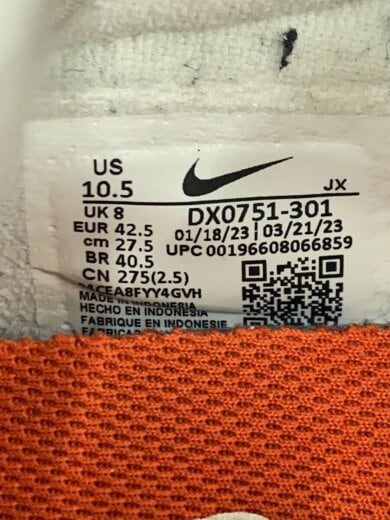 US
10.5
JX
UK 8
DX0751-301
EUR 42.5
01/18/23 | 03/21/23
cm 27.5
UPC 00196608066859
BR 40.5
CN 275(2.5)
MADE IN INDONESIA
HECHO EN INDONESIA
FABRIQUE EN INDONESIE